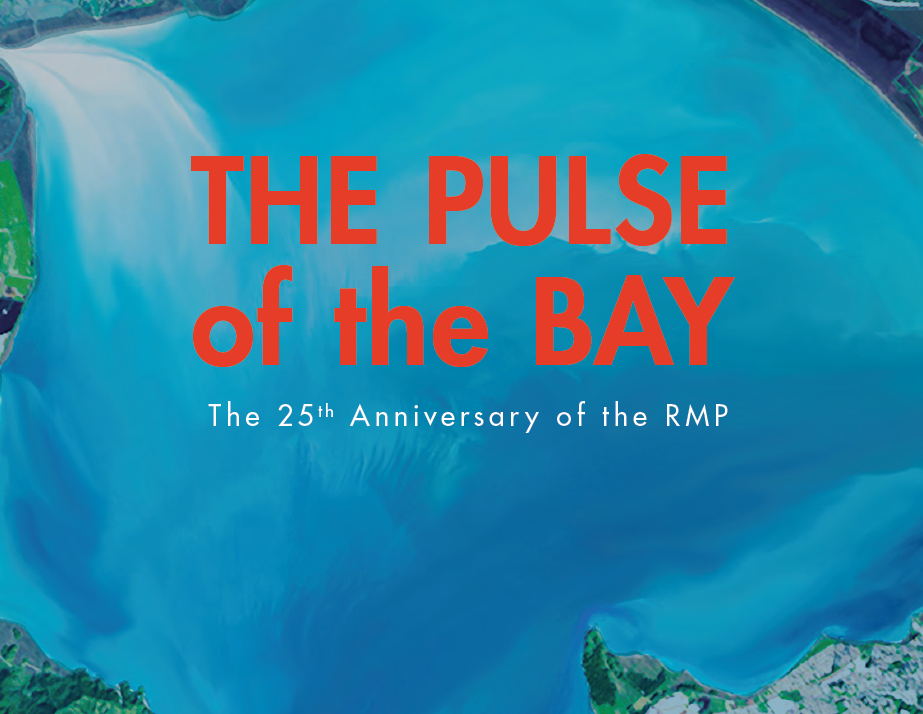 THE PULSE
of the BAY
The 25th Anniversary of the RMP